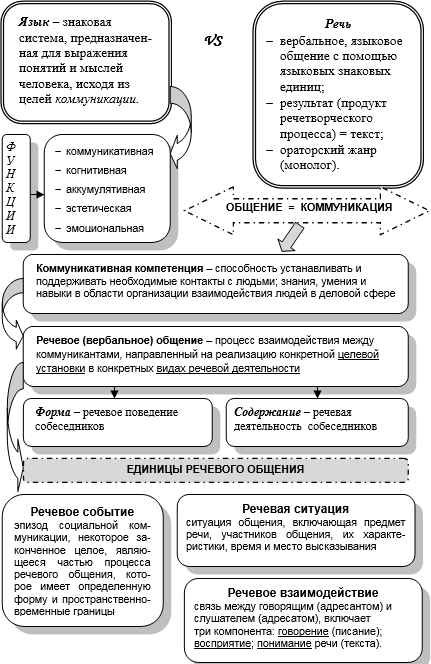 Язык – знаковая
система, предназначен-
ная для выражения
понятий и мыслей
человека, исходя из
целей коммуникации.
VS
Речь
– вербальное, языковое
общение с помощью
языковых знаковых
единиц;
– результат (продукт
речетворческого
процесса) = текст;
– ораторский жанр
(монолог).
ФУНКЦИИ
– коммуникативная
– когнитивная
– аккумулятивная
– эстетическая
– эмоциональная
ОБЩЕНИЕ = КОММУНИКАЦИЯ
Коммуникативная компетенция – способность устанавливать и
поддерживать необходимые контакты с людьми; знания, умения и
навыки в области организации взаимодействия людей в деловой сфере
Речевое (вербальное) общение – процесс взаимодействия между
коммуникантами, направленный на реализацию конкретной целевой
установки в конкретных видах речевой деятельности
Форма – речевое поведение
собеседников
Содержание – речевая
деятельность собеседников
ЕДИНИЦЫ РЕЧЕВОГО ОБЩЕНИЯ
Речевое событие
эпизод социальной ком-
муникации, некоторое за-
конченное целое, являю-
щееся частью процесса
речевого общения, кото-
рое имеет определенную
форму и пространственно-
временные границы
Речевая ситуация
ситуация общения, включающая предмет
речи, участников общения, их характе-
ристики, время и место высказывания
Речевое взаимодействие
связь между говорящим (адресантом) и
слушателем (адресатом), включает
три компонента: говорение (писание);
восприятие; понимание речи (текста).